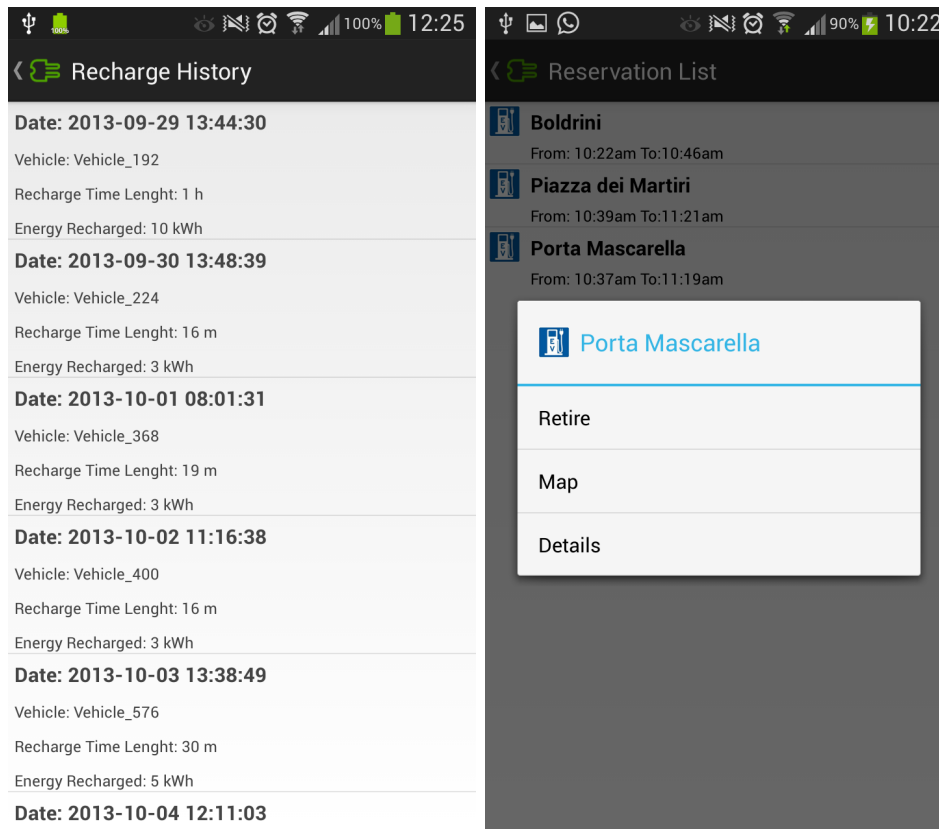 100%
100%
12:25
Recharge History
Date: 2013-09-29 13:44:30
Vehicle: Vehicle_192
Recharge Time Lenght: 1 h
Energy Recharged: 10 kWh
Date: 2013-09-30 13:48:39
Vehicle: Vehicle_224
Recharge Time Lenght: 16 m
Energy Recharged: 3 kWh
Date: 2013-10-01 08:01:31
Vehicle: Vehicle_368
Recharge Time Lenght: 19 m
Energy Recharged: 3 kWh
Date: 2013-10-02 11:16:38
Vehicle: Vehicle_400
Recharge Time Lenght: 16 m
Energy Recharged: 3 kWh
Date: 2013-10-03 13:38:49
Vehicle: Vehicle_576
Recharge Time Lenght: 30 m
Energy Recharged: 5 kWh
Date: 2013-10-04 12:11:03
90%
10:22
Reservation List
EV
Boldrini
From: 10:22am To:10:46am
EV
Piazza dei Martiri
From: 10:39am To:11:21am
EV
Porta Mascarella
From: 10:37am To:11:19am
EV
Porta Mascarella
Retire
Map
Details